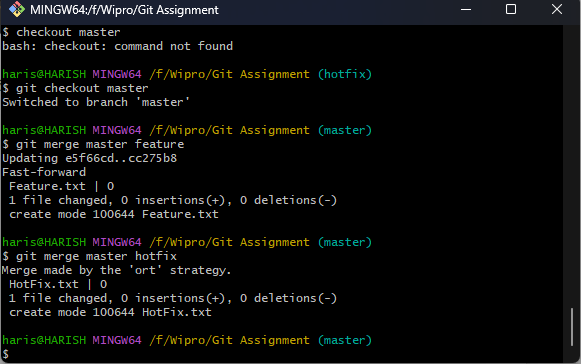 MINGW64:/f/Wipro/Git Assignment
$ checkout master
bash: checkout: command not found
haris@HARISH MINGW64 /f/Wipro/Git Assignment (hotfix)
$ git checkout master
Switched to branch 'master'
haris@HARISH MINGW64 /f/Wipro/Git Assignment (master)
$ git merge master feature
Updating e5f66cd..cc275b8
Fast-forward
 Feature.txt | 0
 1 file changed, 0 insertions(+), 0 deletions(-)
 create mode 100644 Feature.txt
haris@HARISH MINGW64 /f/Wipro/Git Assignment (master)
$ git merge master hotfix
Merge made by the 'ort' strategy.
 HotFix.txt | 0
 1 file changed, 0 insertions(+), 0 deletions(-)
 create mode 100644 HotFix.txt
haris@HARISH MINGW64 /f/Wipro/Git Assignment (master)
$